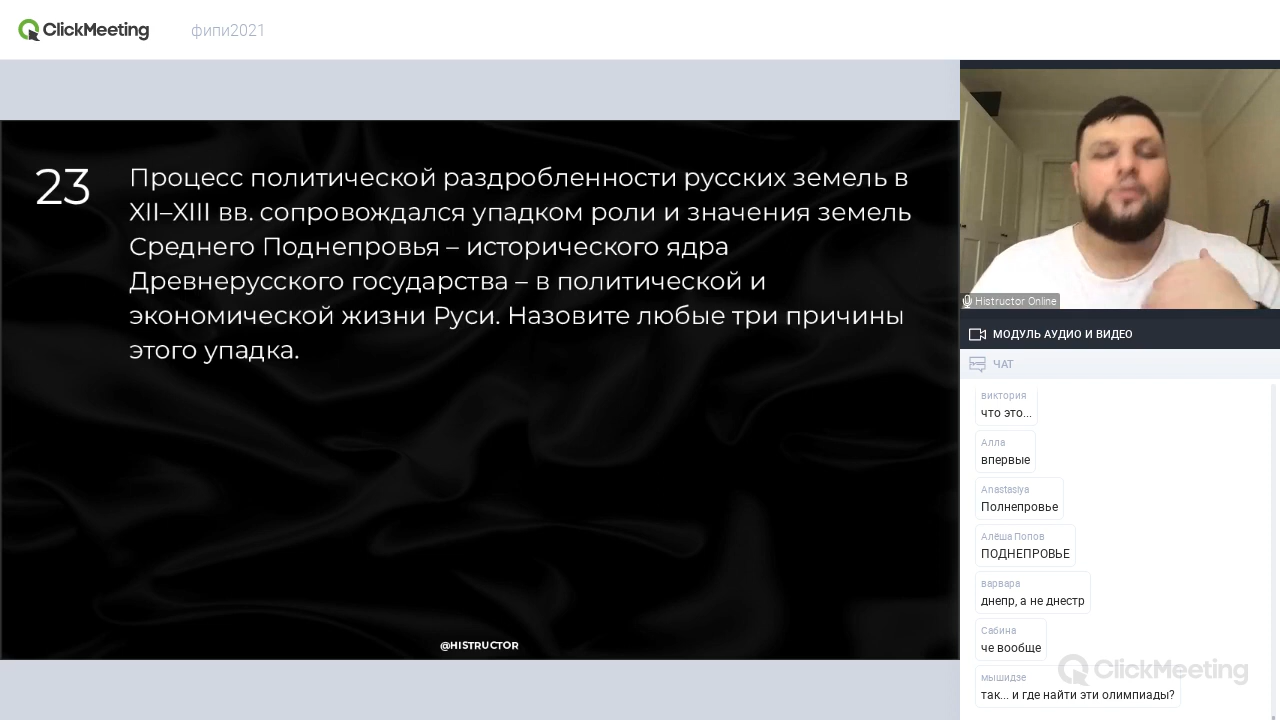 ClickMeeting
фипи2021
23
Процесс политической раздробленности русских земель в
XII–XIII вв. сопровождался упадком роли и значения земель
Среднего Поднепровья – исторического ядра
Древнерусского государства – в политической и
экономической жизни Руси. Назовите любые три причины
этого упадка.
@HISTRUCTOR
Histructor Online
МОДУЛЬ АУДИО И ВИДЕО
ЧАТ
виктория
что это...
Алла
впервые
Anastasiya
Полнепровье
Алёша Попов
ПОДНЕПРОВЬЕ
варвара
днепр, а не днестр
Сабина
че вообще
мышидзе
так... и где найти эти олимпиады?
ClickMeeting